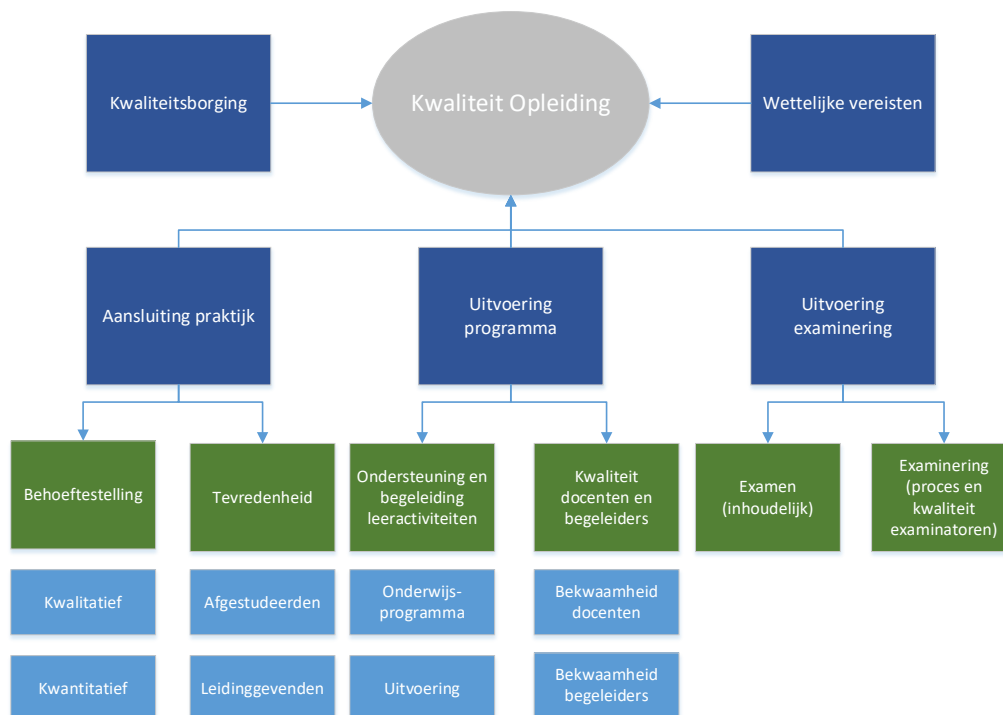 Kwaliteitsborging
Kwaliteit Opleiding
Wettelijke vereisten
Aansluiting praktijk
Uitvoering
programma
Uitvoering
examinering
Behoeftestelling
Tevredenheid
Ondersteuning en
begeleiding
leeractiviteiten
Kwaliteit
docenten en
begeleiders
Examen
(inhoudelijk)
Examinering
(proces en
kwaliteit
examinatoren)
Kwalitatief
Afgestudeerden
Onderwijs-
programma
Bekwaamheid
docenten
Kwantitatief
Leidinggevenden
Uitvoering
Bekwaamheid
begeleiders